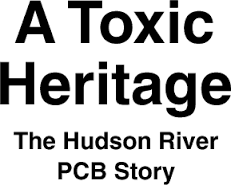 A Toxic
Heritage
The Hudson River
PCB Story